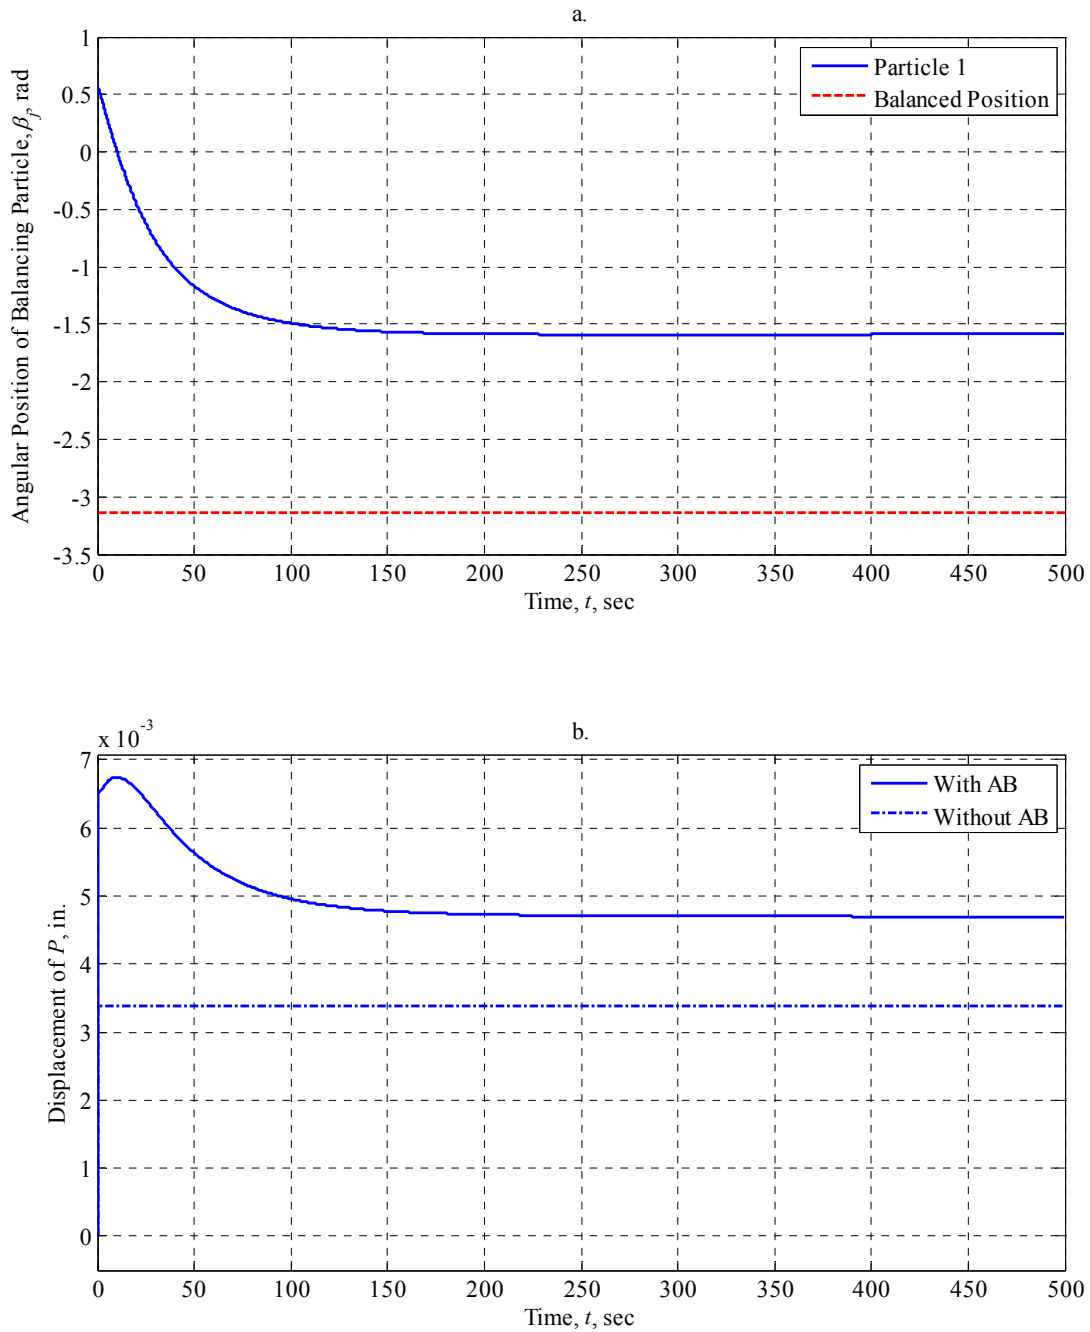 a.
1
0.5
0
-0.5
-1
-1.5
-2
-2.5
-3
-3.5
Angular Position of Balancing Particle, βj, rad
Particle 1
Balanced Position
0 50 100 150 200 250 300 350 400 450 500
Time, t, sec
x 10-3
b.
7
6
5
4
3
2
1
0
Displacement of P, in.
With AB
Without AB
0 50 100 150 200 250 300 350 400 450 500
Time, t, sec